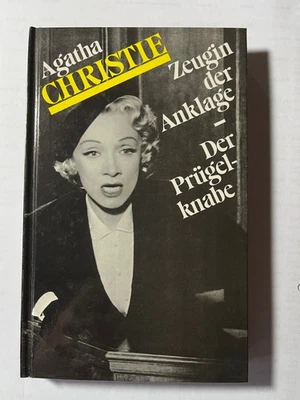 Agatha
CHRISTIE
Zeugin
der
Anklage
–
Der
Prügel-
knabe